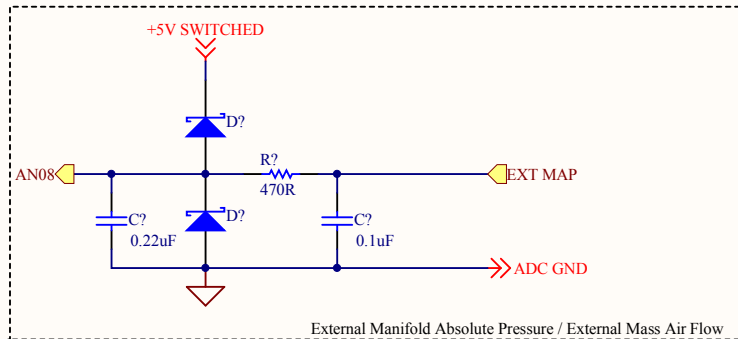 +5V SWITCHED
D?
R?
AN08
EXT MAP
470R
C?
D?
C?
0.22uF
0.1uF
ADC GND
External Manifold Absolute Pressure / External Mass Air Flow